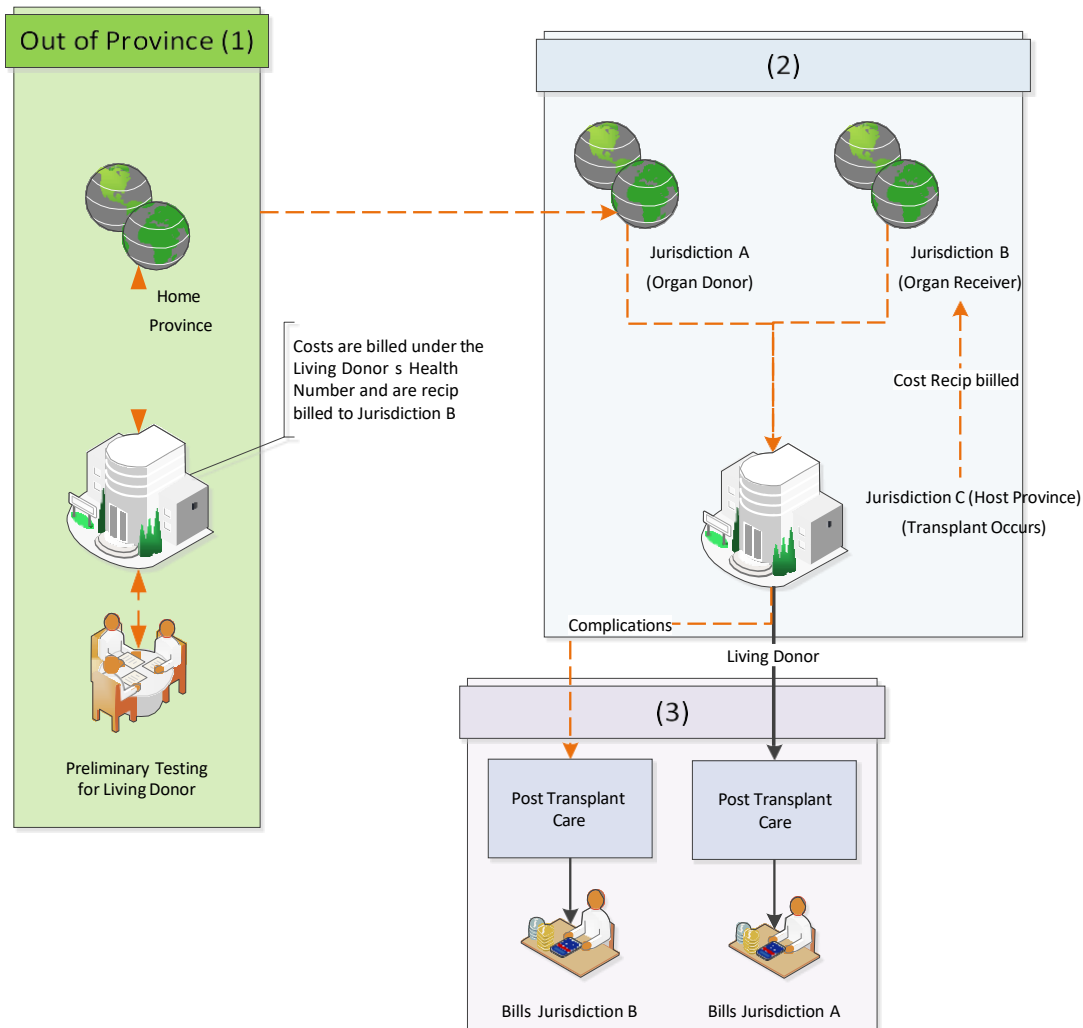 Out of Province (1)
Home
Province
Costs are billed under the
Living Donor s Health
Number and are recip
billed to Jurisdiction B
Preliminary Testing
for Living Donor
(2)
Jurisdiction A
(Organ Donor)
Jurisdiction B
(Organ Receiver)
Cost Recip biilled
Jurisdiction C (Host Province)
(Transplant Occurs)
Complications
Living Donor
(3)
Post Transplant
Care
Post Transplant
Care
Bills Jurisdiction B
Bills Jurisdiction A